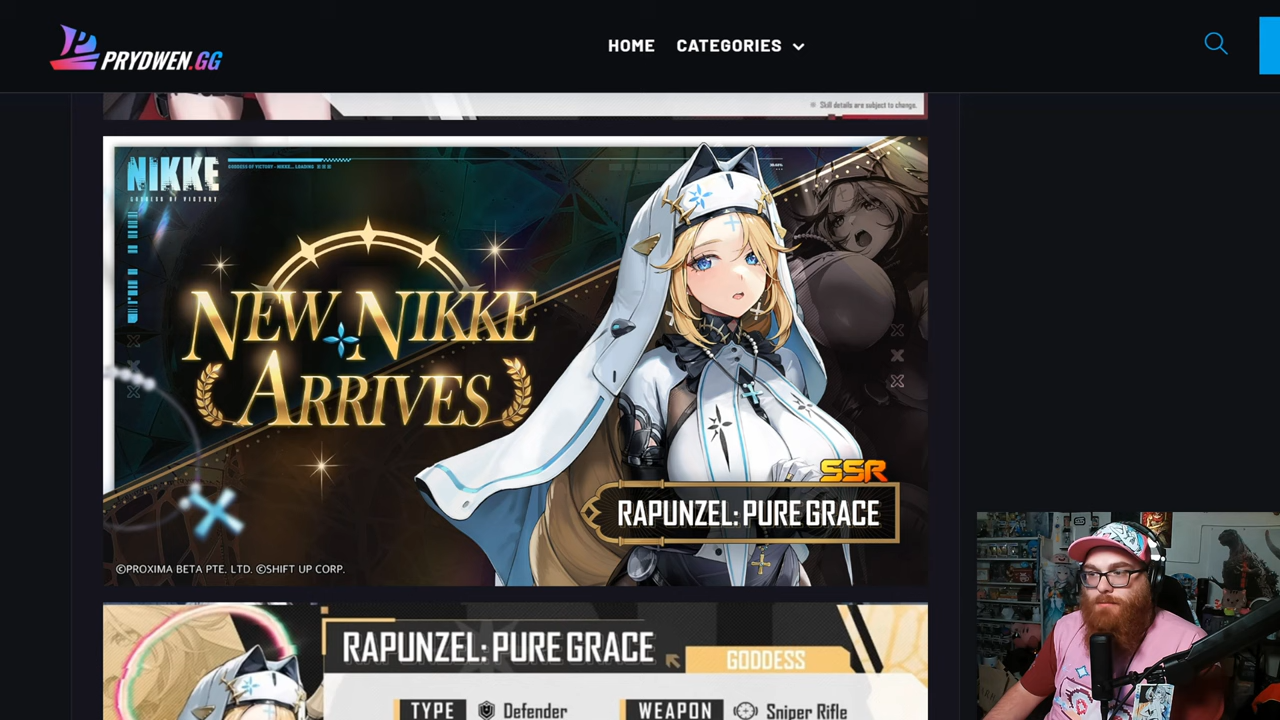 PRYDWEN.GG
HOME
CATEGORIES
Skill details are subject to change.
NIKKE
GODDESS OF VICTORY
NEW NIKKE
ARRIVES
SSR
RAPUNZEL: PURE GRACE
©PROXIMA BETA PTE. LTD. ©SHIFT UP CORP.
RAPUNZEL: PURE GRACE
GODDESS
TYPE
Defender
WEAPON
Sniper Rifle